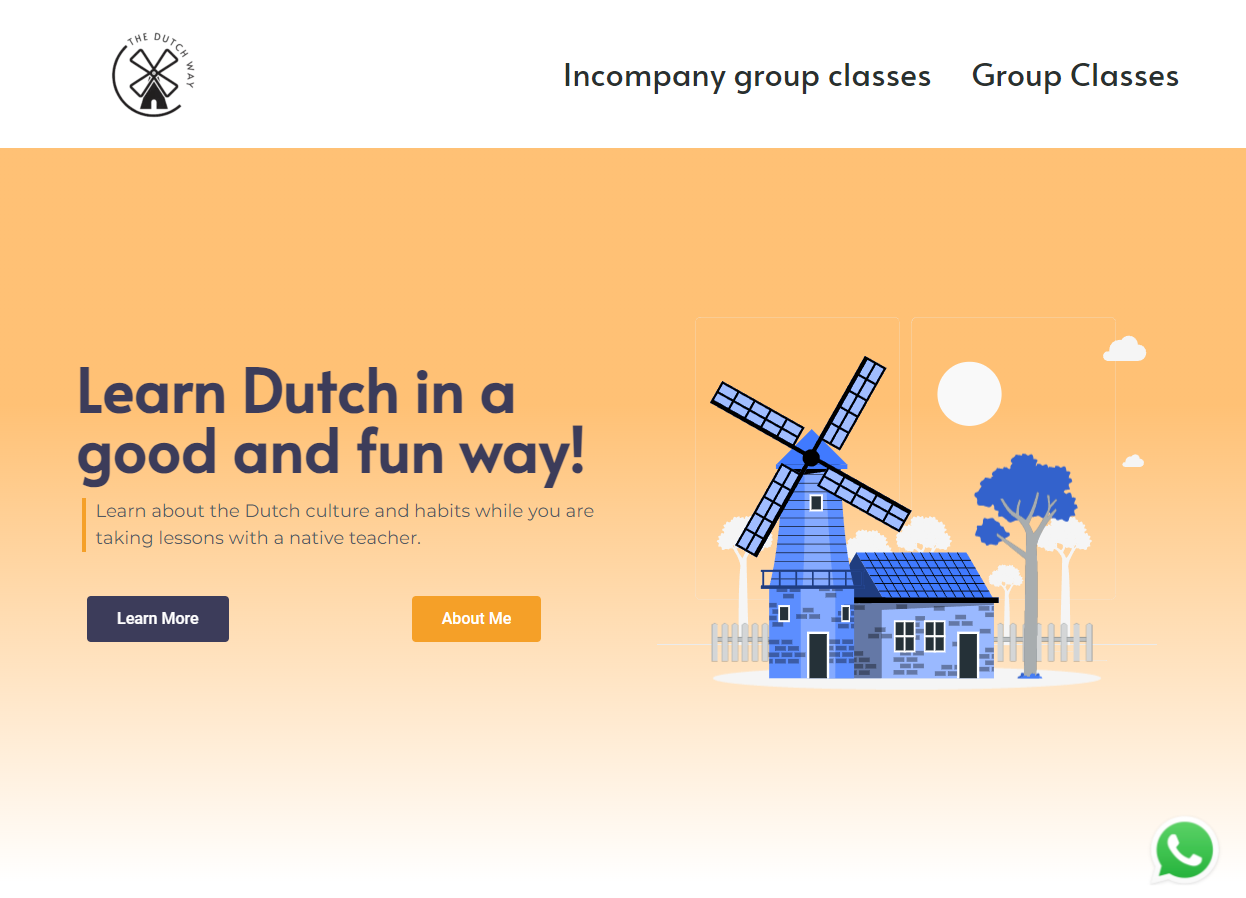 THE DUTCH WAY
Incompany group classes
Group Classes
Learn Dutch in a
good and fun way!
Learn about the Dutch culture and habits while you are
taking lessons with a native teacher.
Learn More
About Me